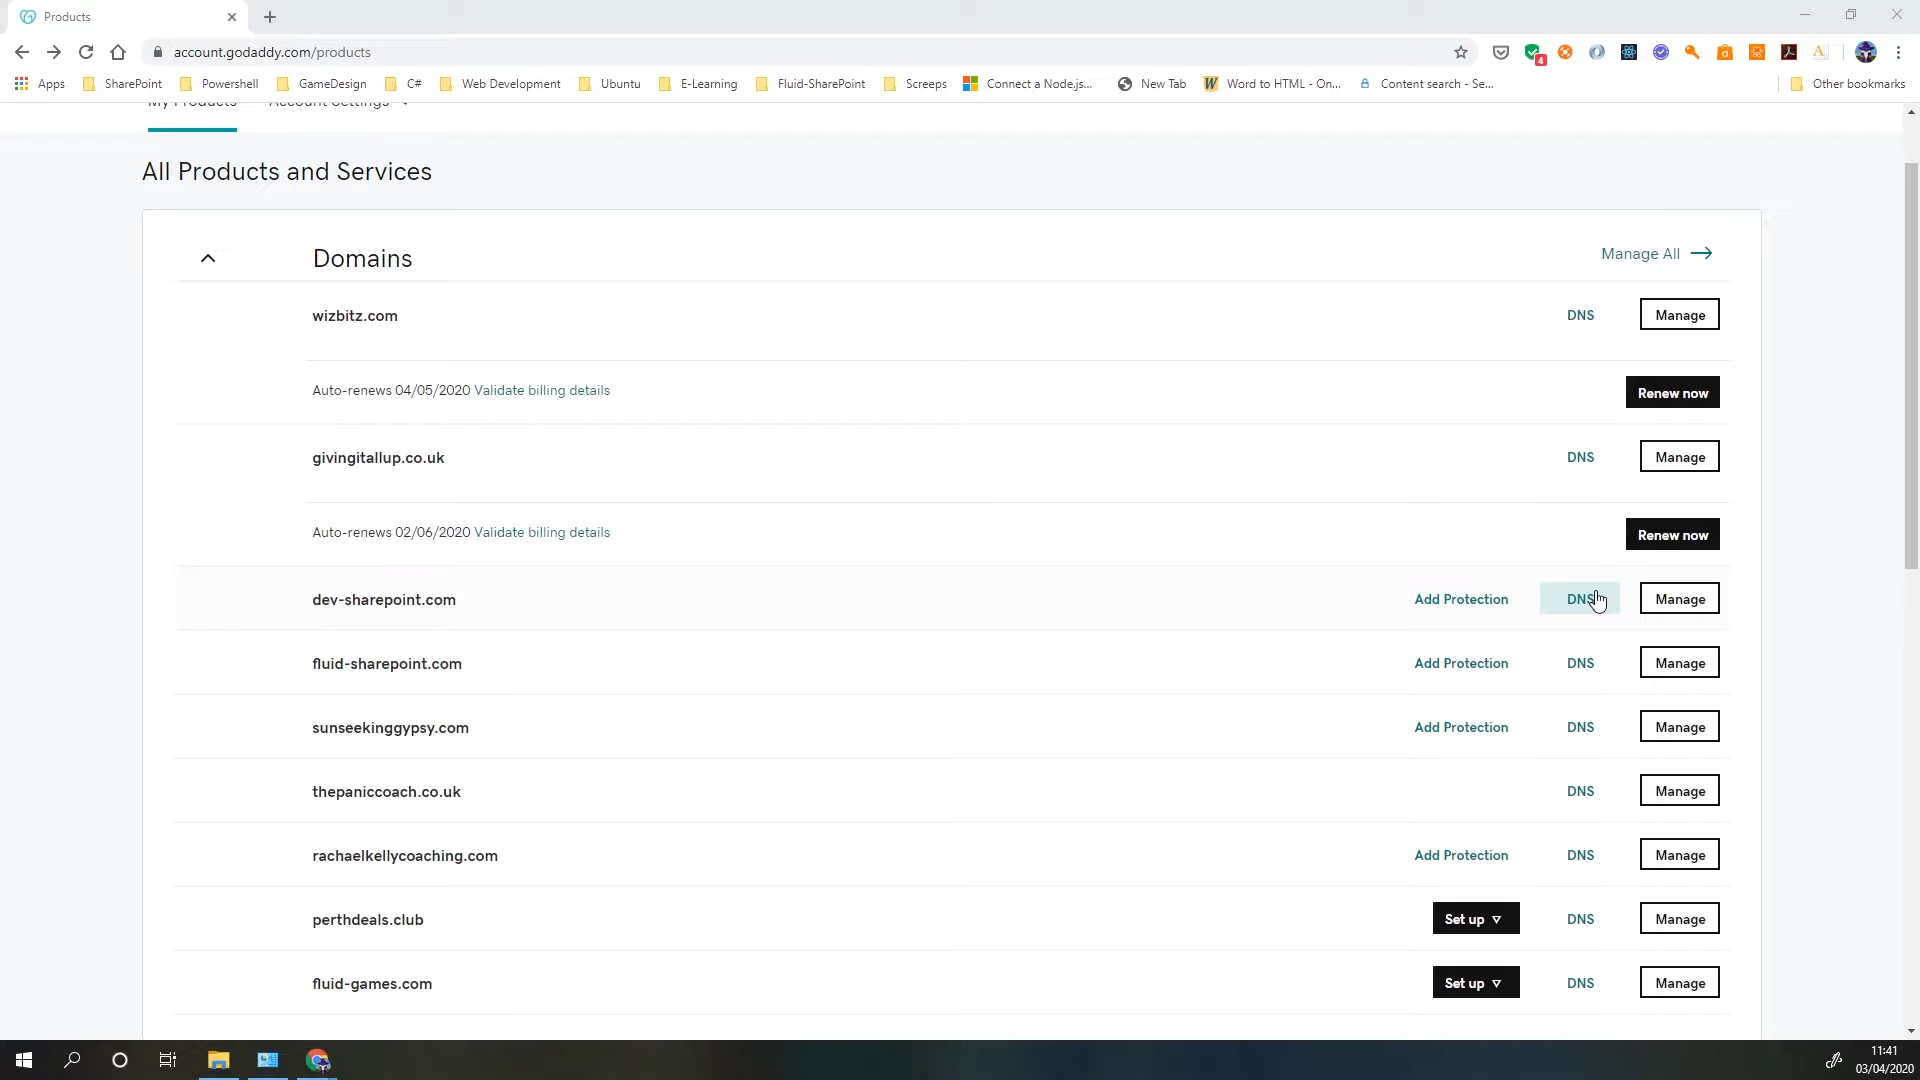 Products
account.godaddy.com/products
4
Apps SharePoint Powershell GameDesign C# Web Development Ubuntu E-Learning Fluid-SharePoint Screeps Connect a Node.js... New Tab Word to HTML - On... Content search - Se... Other bookmarks
My Products Account Settings
All Products and Services
Domains Manage All
wizbitz.com DNS Manage
Auto-renews 04/05/2020 Validate billing details Renew now
givingitallup.co.uk DNS Manage
Auto-renews 02/06/2020 Validate billing details Renew now
dev-sharepoint.com Add Protection DNS Manage
fluid-sharepoint.com Add Protection DNS Manage
sunseekinggypsy.com Add Protection DNS Manage
thepaniccoach.co.uk DNS Manage
rachaelkellycoaching.com Add Protection DNS Manage
perthdeals.club Set up DNS Manage
fluid-games.com Set up DNS Manage
11:41
03/04/2020